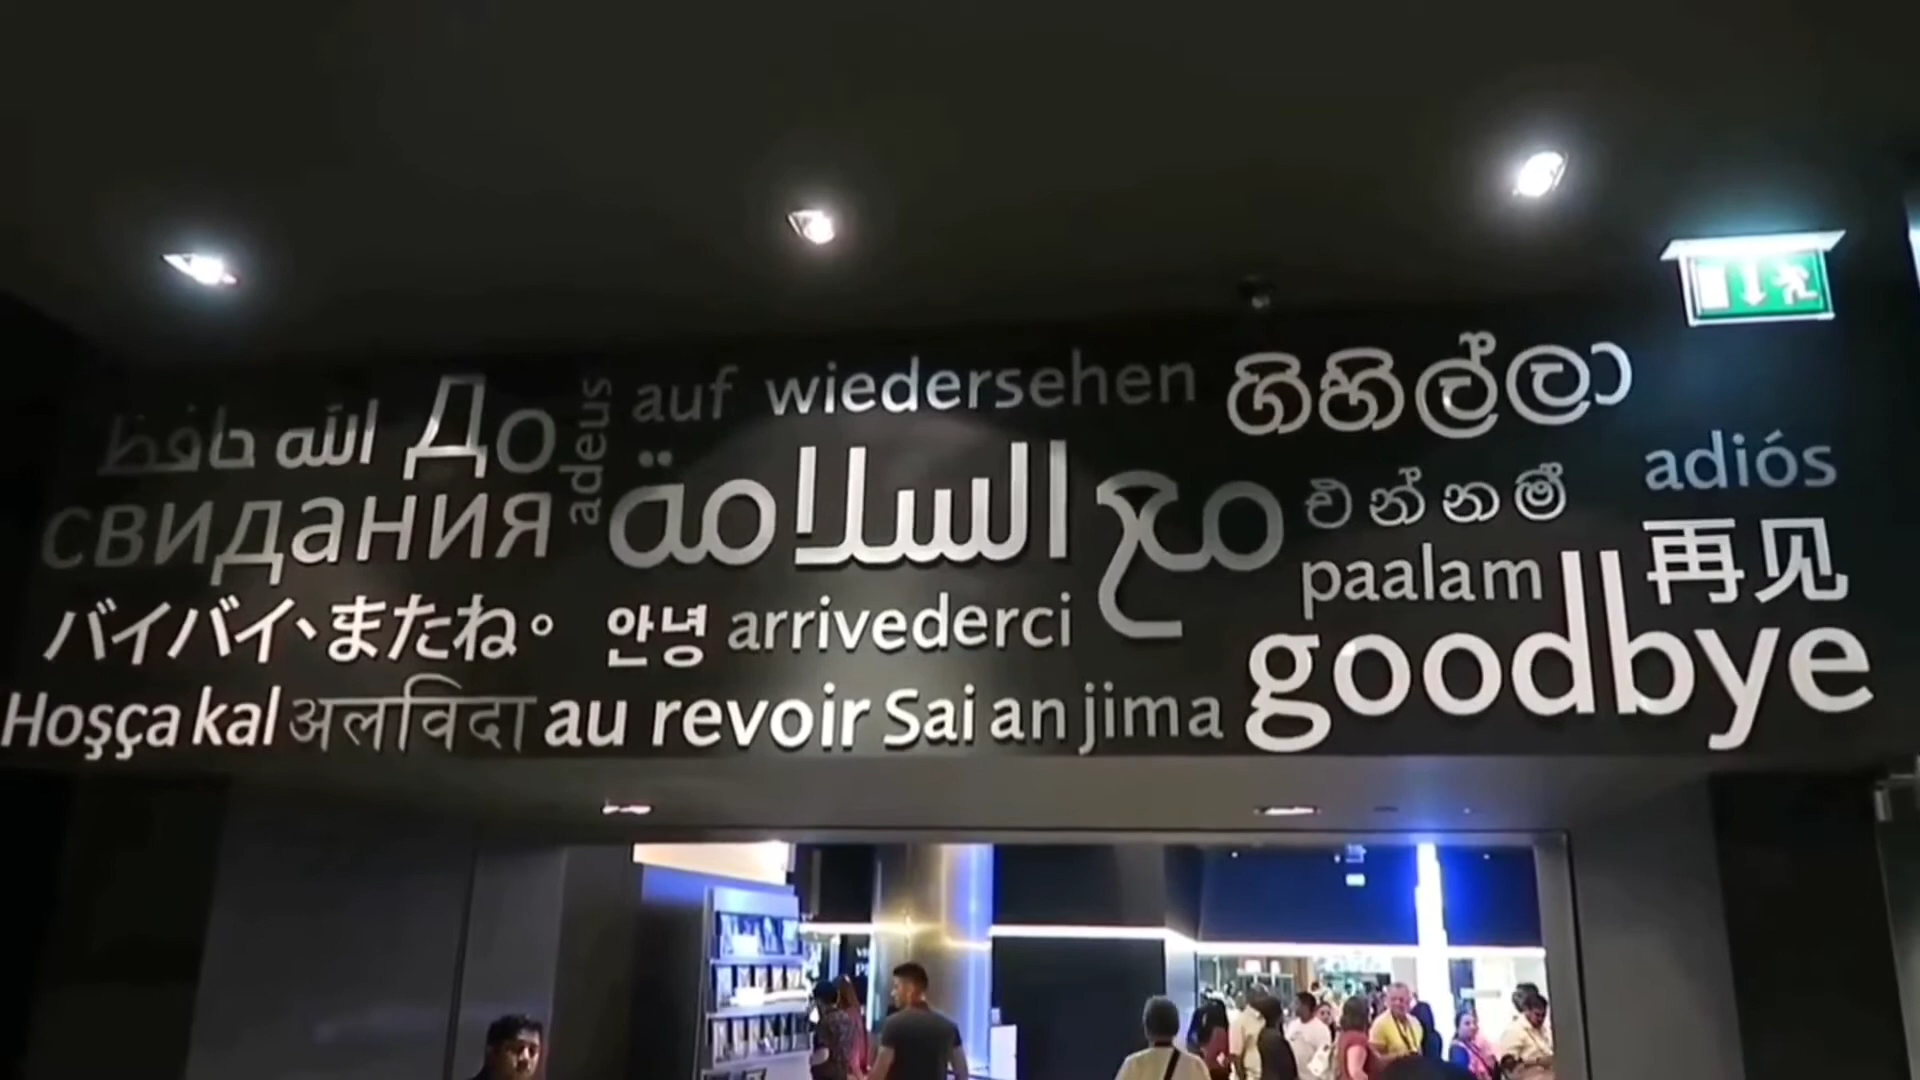 الله حافظ
До свидания
adeus
auf wiedersehen
ගිහිල්ලා එන්නම්
مع السلامة
adiós
paalam
再见
バイバイ、またね。
안녕
arrivederci
goodbye
Hoşça kal
अलविदा
au revoir
Sai an jima